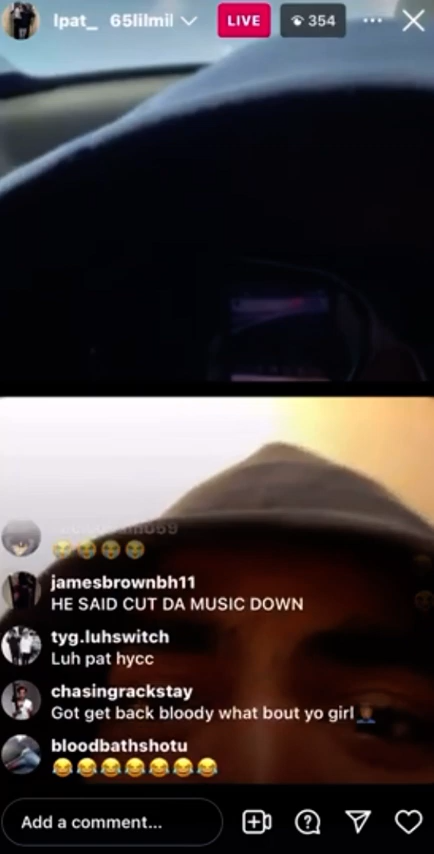 lpat_ 65lilmil
LIVE
354
jamesbrownbh11
HE SAID CUT DA MUSIC DOWN
tyg.luhswitch
Luh pat hycc
chasingrackstay
Got get back bloody what bout yo girl
bloodbathshotu
😂😂😂😂😂😂😂
Add a comment...